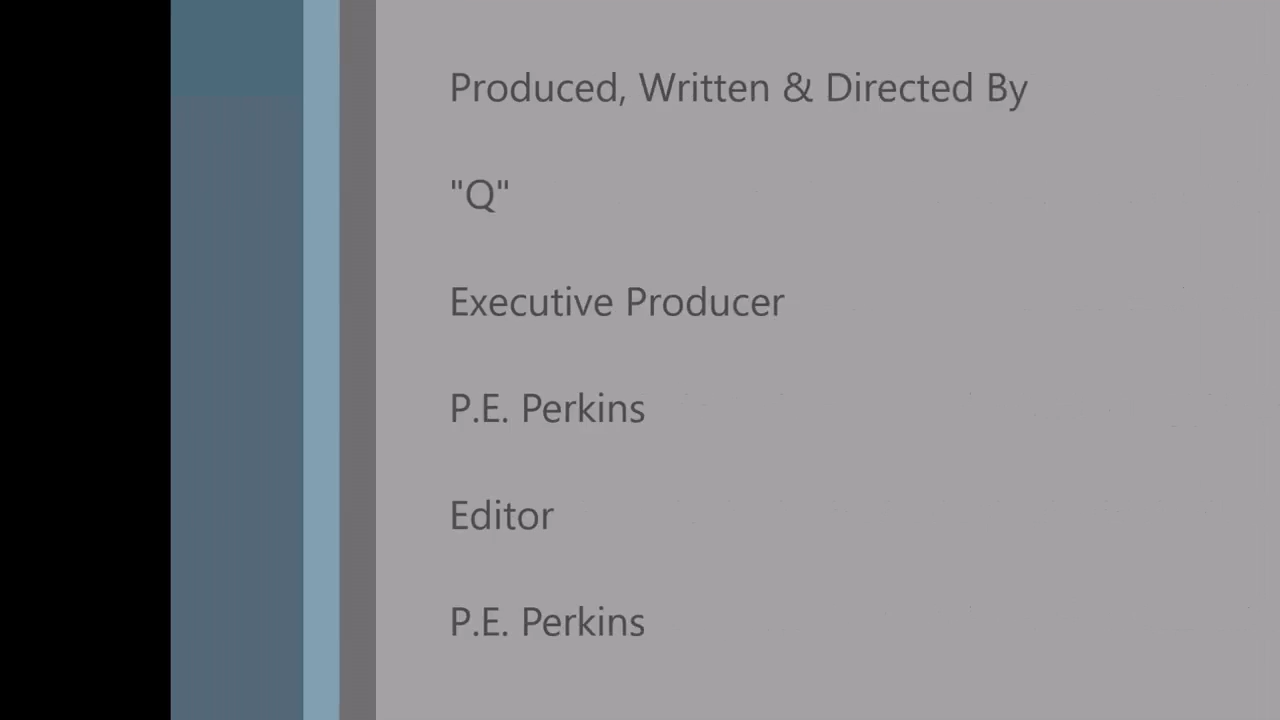 Produced, Written & Directed By
"Q"
Executive Producer
P.E. Perkins
Editor
P.E. Perkins